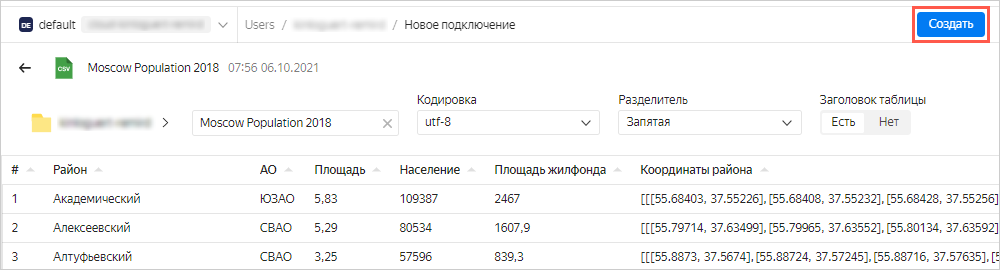 DE default Users / / Новое подключение Создать
CSV Moscow Population 2018 07:56 06.10.2021
Кодировка Разделитель Заголовок таблицы
Moscow Population 2018 utf-8 Запятая Есть Нет
# Район АО Площадь Население Площадь жилфонда Координаты района
1 Академический ЮЗАО 5,83 109387 2467 [[[55.68403, 37.55226], [55.68408, 37.55232], [55.68428, 37.55256]
2 Алексеевский СВАО 5,29 80534 1607,9 [[[55.79714, 37.63499], [55.79965, 37.63552], [55.80134, 37.63592]
3 Алтуфьевский СВАО 3,25 57596 839,3 [[[55.8873, 37.5674], [55.88724, 37.57245], [55.88716, 37.57635],